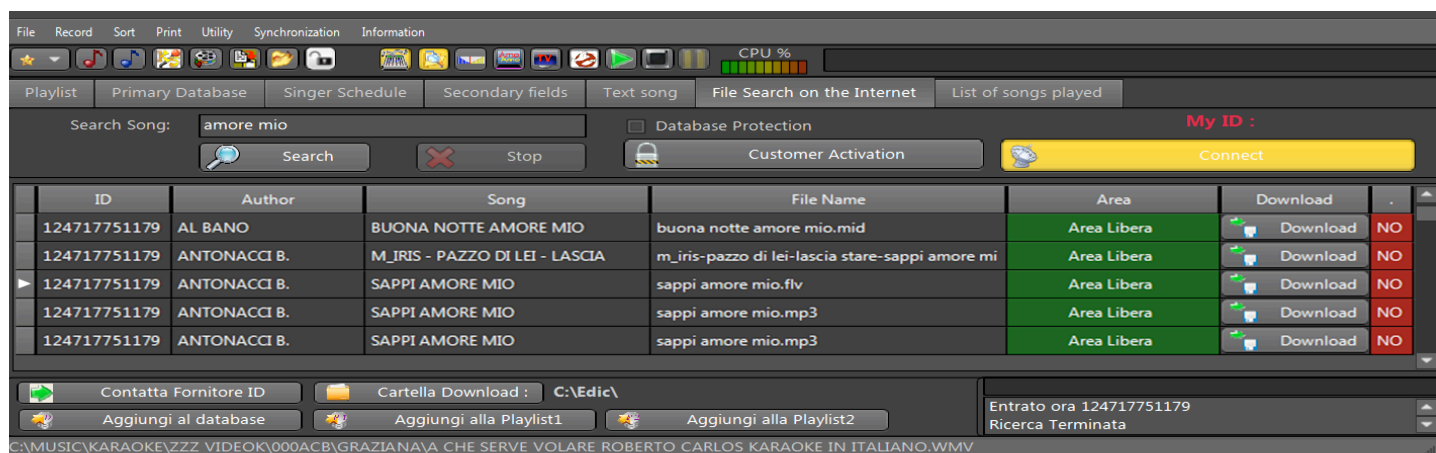 File Record Sort Print Utility Synchronization Information
CPU %
Playlist Primary Database Singer Schedule Secondary fields Text song File Search on the Internet List of songs played
Search Song: amore mio Database Protection My ID :
Search Stop Customer Activation Connect
ID Author Song File Name Area Download .
124717751179 AL BANO BUONA NOTTE AMORE MIO buona notte amore mio.mid Area Libera Download NO
124717751179 ANTONACCI B. M_IRIS - PAZZO DI LEI - LASCIA m_iris-pazzo di lei-lascia stare-sappi amore mi Area Libera Download NO
124717751179 ANTONACCI B. SAPPI AMORE MIO sappi amore mio.flv Area Libera Download NO
124717751179 ANTONACCI B. SAPPI AMORE MIO sappi amore mio.mp3 Area Libera Download NO
124717751179 ANTONACCI B. SAPPI AMORE MIO sappi amore mio.mp3 Area Libera Download NO
Contatta Fornitore ID Cartella Download : C:\Edic\
Entrato ora 124717751179
Aggiungi al database Aggiungi alla Playlist1 Aggiungi alla Playlist2
Ricerca Terminata
C:\MUSIC\KARAOKE\ZZZ VIDEOK\000ACB\GRAZIANA\A CHE SERVE VOLARE ROBERTO CARLOS KARAOKE IN ITALIANO.WMV